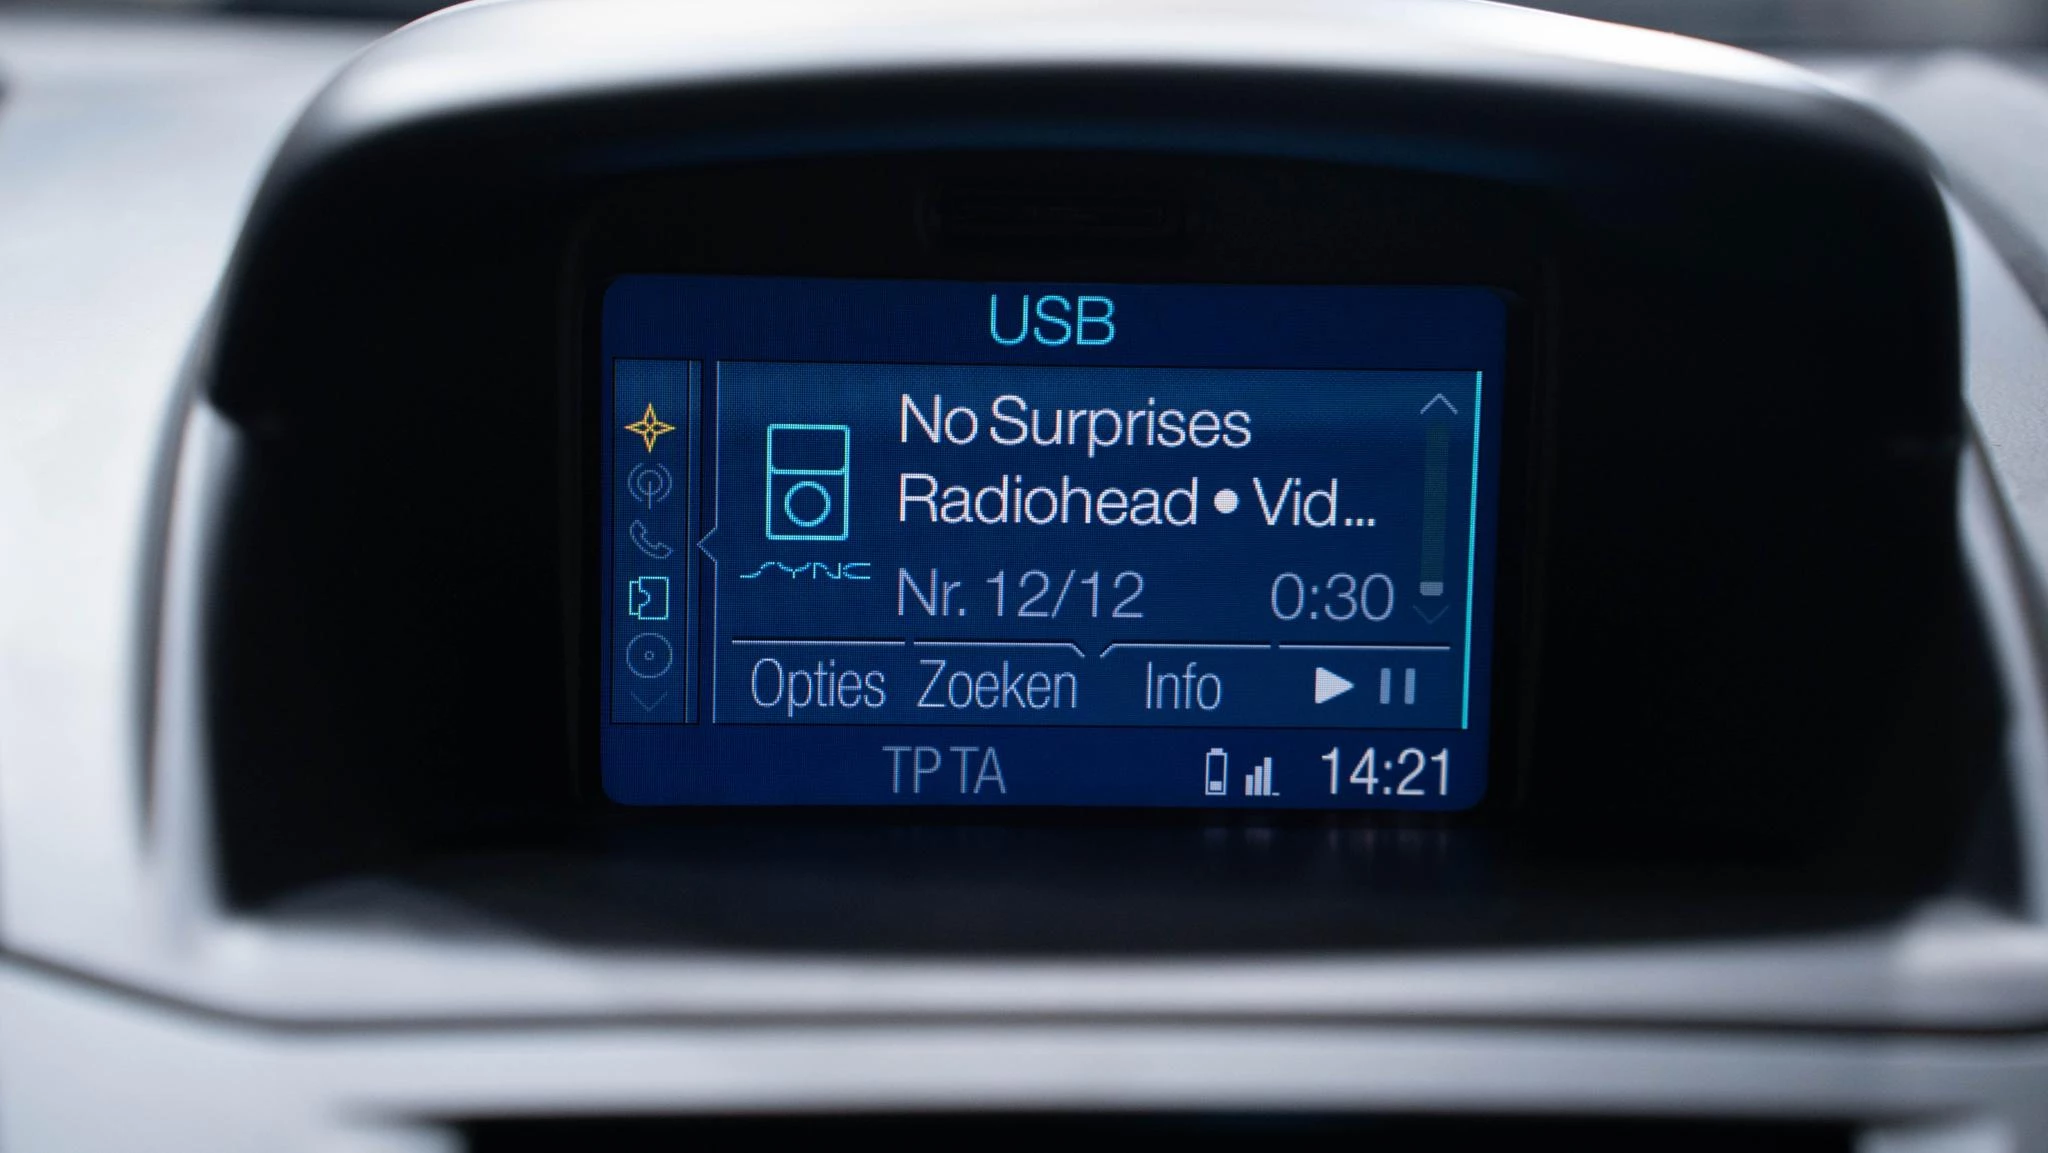 USB
No Surprises
Radiohead • Vid...
SYNC
Nr. 12/12 0:30
Opties Zoeken Info
TP TA 14:21